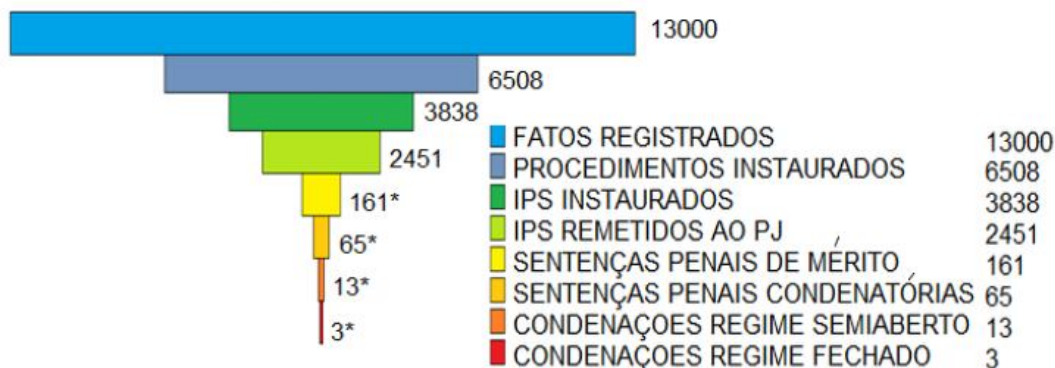 13000
6508
3838
2451
161*
65*
13*
3*
FATOS REGISTRADOS 13000
PROCEDIMENTOS INSTAURADOS 6508
IPS INSTAURADOS 3838
IPS REMETIDOS AO PJ 2451
SENTENÇAS PENAIS DE MÉRITO 161
SENTENÇAS PENAIS CONDENATÓRIAS 65
CONDENAÇOES REGIME SEMIABERTO 13
CONDENAÇOES REGIME FECHADO 3